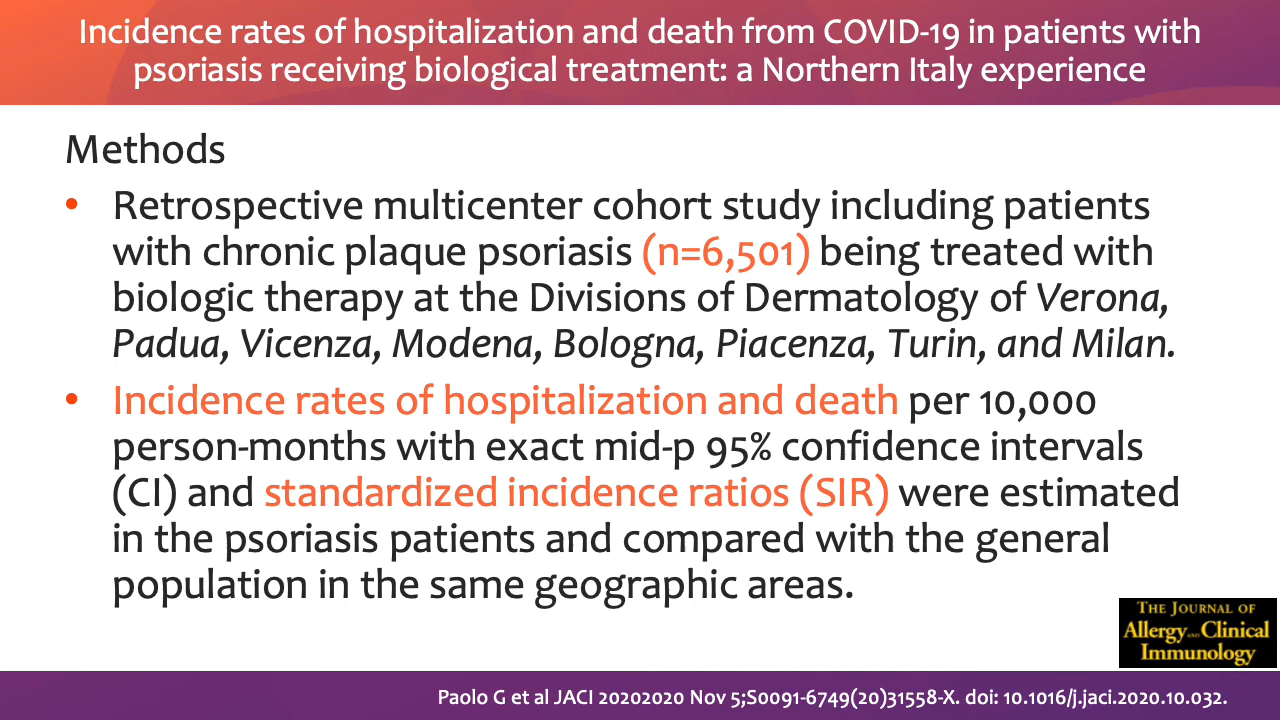 Incidence rates of hospitalization and death from COVID-19 in patients with
psoriasis receiving biological treatment: a Northern Italy experience
Methods
• Retrospective multicenter cohort study including patients
with chronic plaque psoriasis (n=6,501) being treated with
biologic therapy at the Divisions of Dermatology of Verona,
Padua, Vicenza, Modena, Bologna, Piacenza, Turin, and Milan.
• Incidence rates of hospitalization and death per 10,000
person-months with exact mid-p 95% confidence intervals
(CI) and standardized incidence ratios (SIR) were estimated
in the psoriasis patients and compared with the general
population in the same geographic areas.
THE JOURNAL OF
Allergy AND Clinical
Immunology
Paolo G et al JACI 20202020 Nov 5;S0091-6749(20)31558-X. doi: 10.1016/j.jaci.2020.10.032.